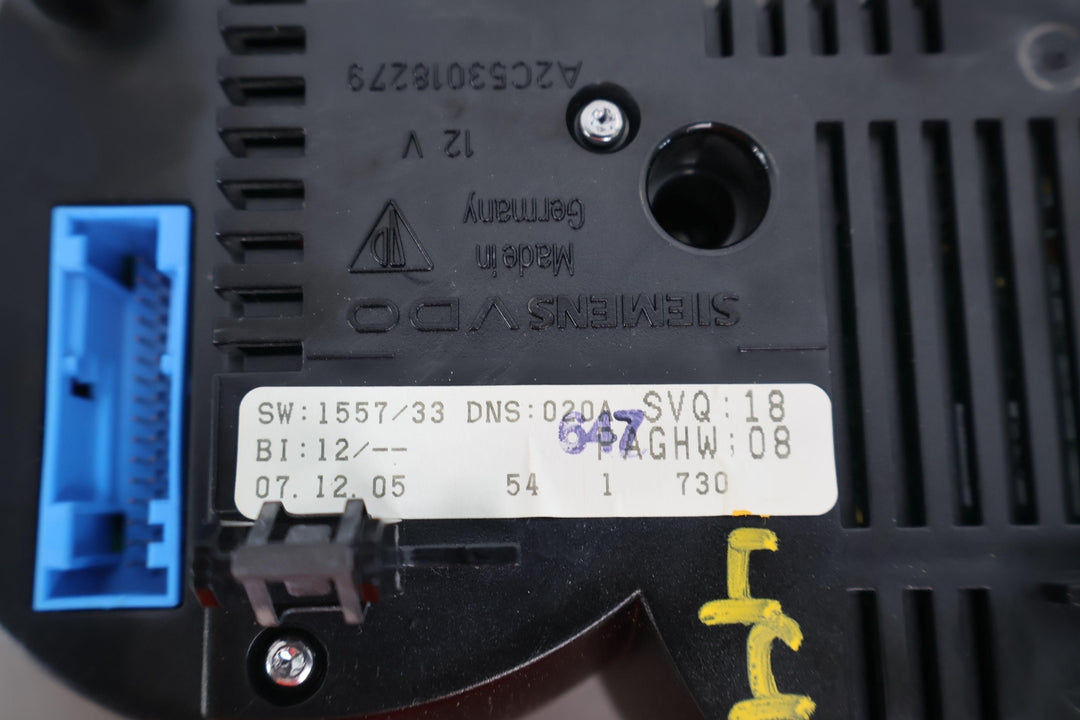 A2C53018279
12 V
Made in
Germany
SIEMENS VDO
SW:1557/33 DNS:020A SVQ:18
647
BI:12/-- PAGHW:08
07.12.05 54 1 730